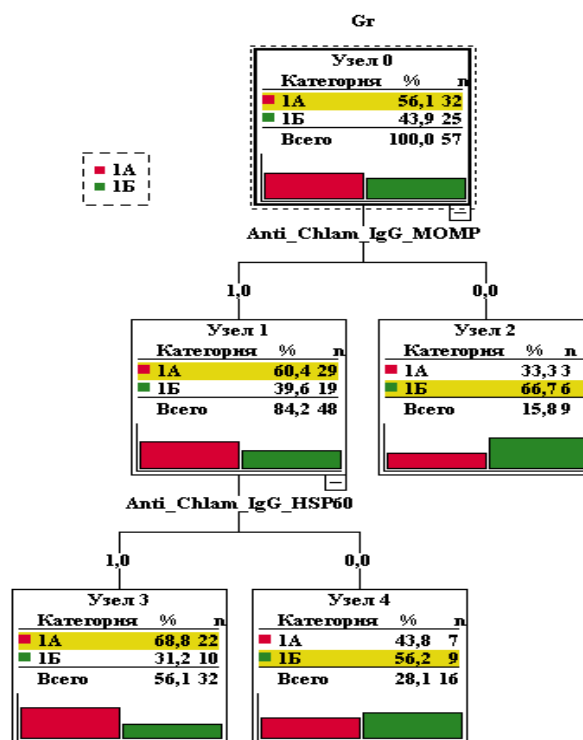 Gr
Узел 0
Категория % n
1А 56,1 32
1Б 43,9 25
Всего 100,0 57
1А
1Б
Anti_Chlam_IgG_MOMP
1,0 0,0
Узел 1
Категория % n
1А 60,4 29
1Б 39,6 19
Всего 84,2 48
Узел 2
Категория % n
1А 33,3 3
1Б 66,7 6
Всего 15,8 9
Anti_Chlam_IgG_HSP60
1,0 0,0
Узел 3
Категория % n
1А 68,8 22
1Б 31,2 10
Всего 56,1 32
Узел 4
Категория % n
1А 43,8 7
1Б 56,2 9
Всего 28,1 16